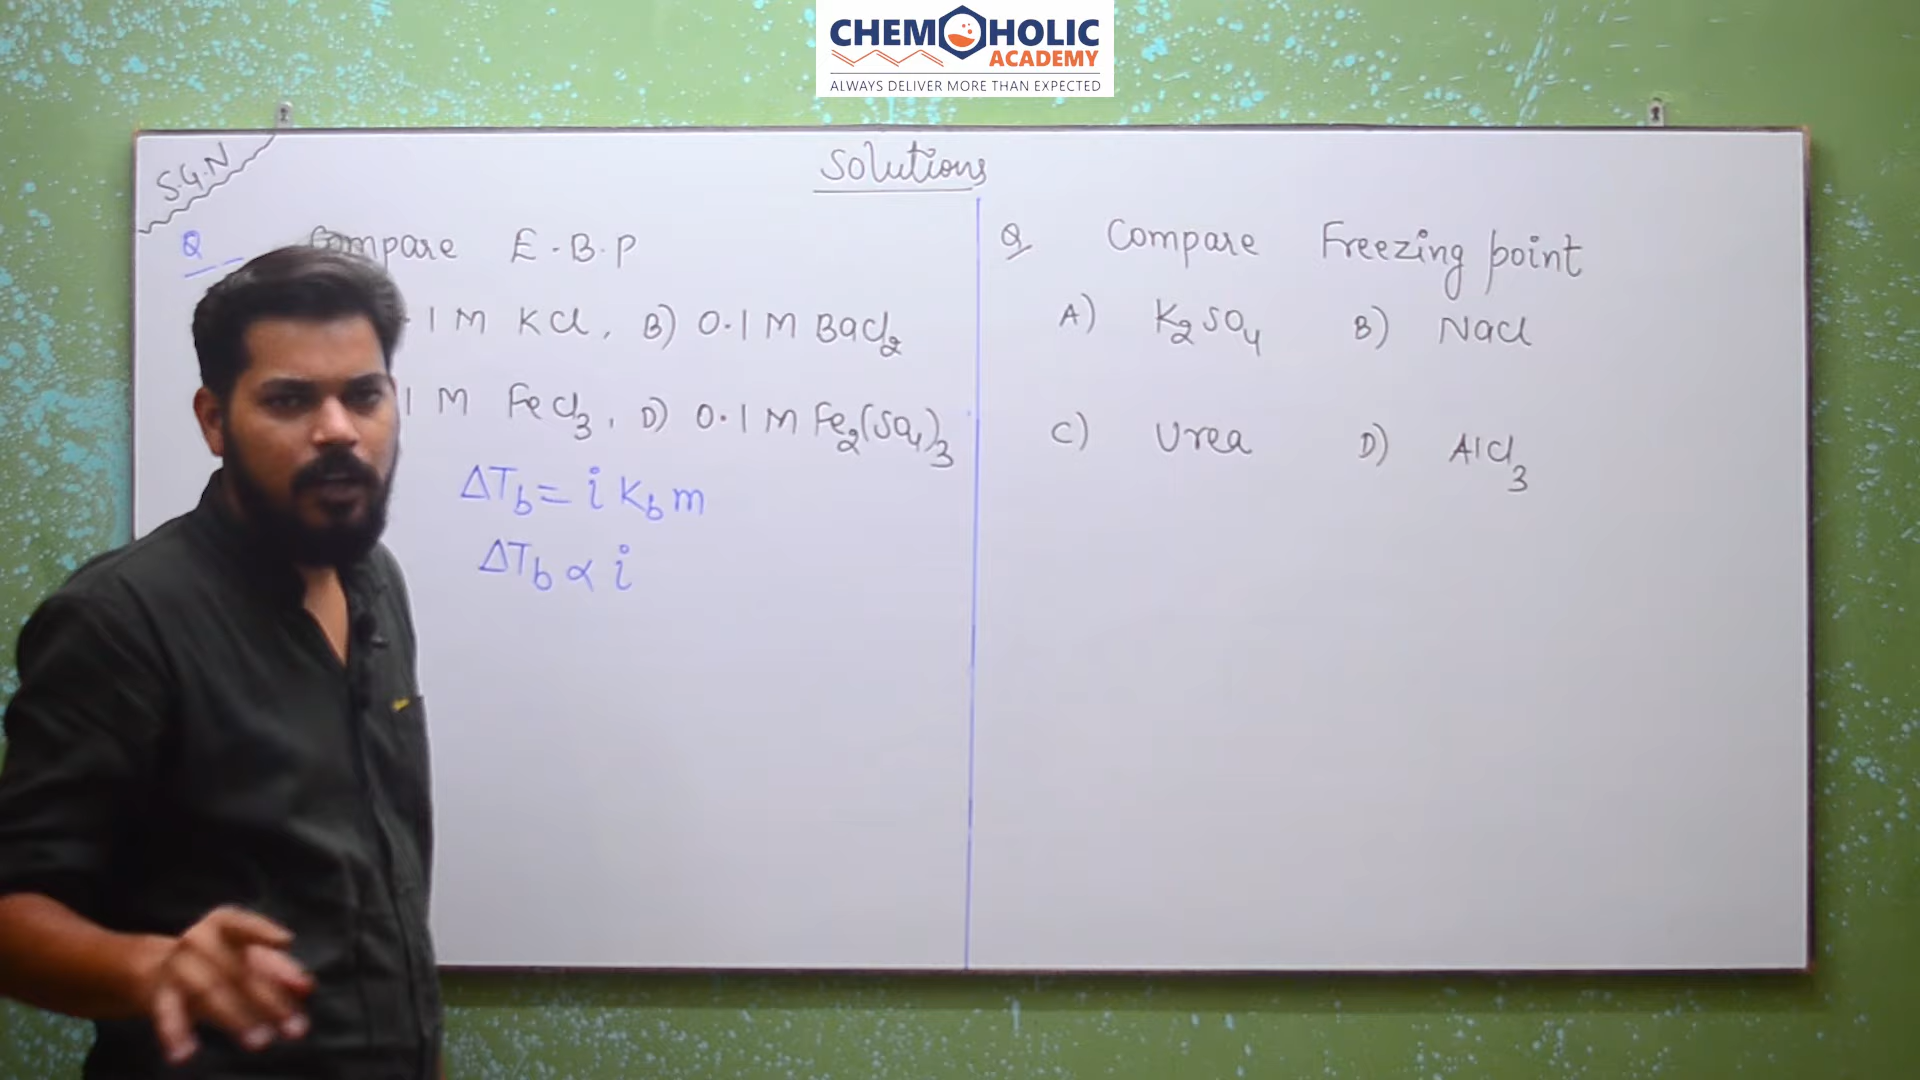 CHEMOHOLIC
ACADEMY
ALWAYS DELIVER MORE THAN EXPECTED
S.G.N
Solutions
Q Compare E.B.P
1 M KCl, B) 0.1 M BaCl2
1 M FeCl3, D) 0.1 M Fe2(SO4)3
ΔTb = i Kb m
ΔTb ∝ i
Q Compare Freezing point
A) K2SO4 B) NaCl
C) Urea D) AlCl3